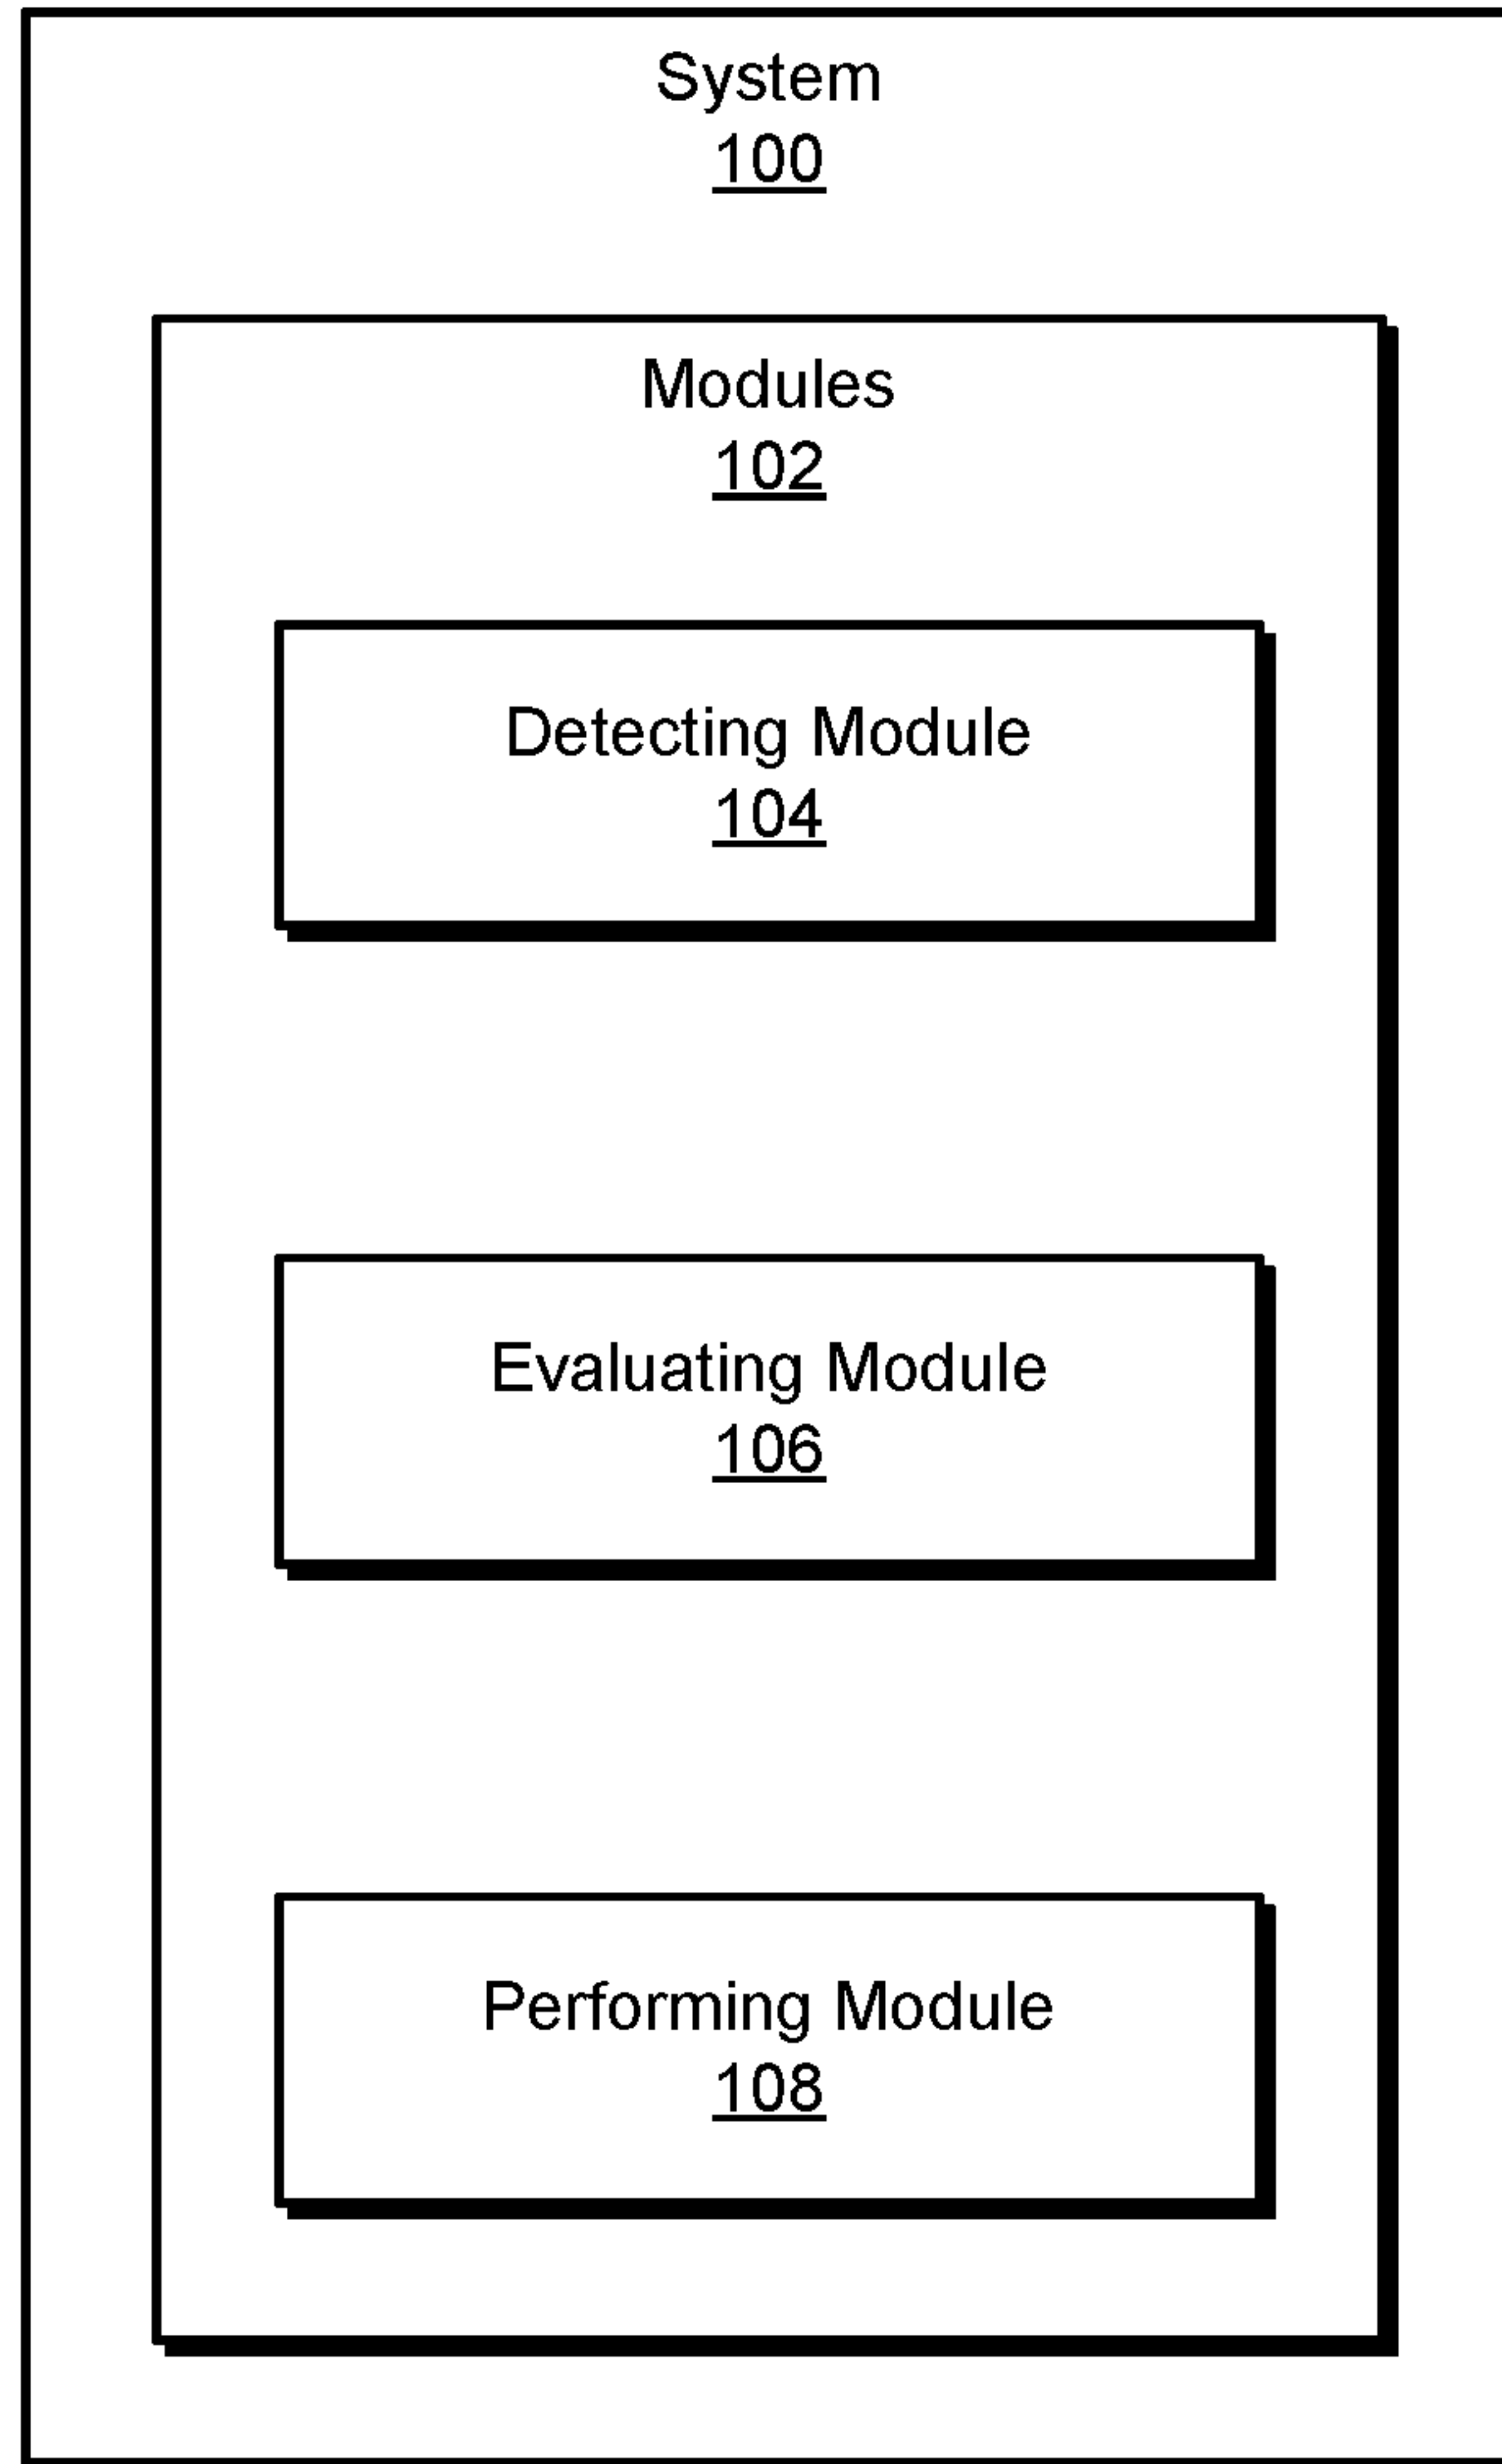 System
100
Modules
102
Detecting Module
104
Evaluating Module
106
Performing Module
108